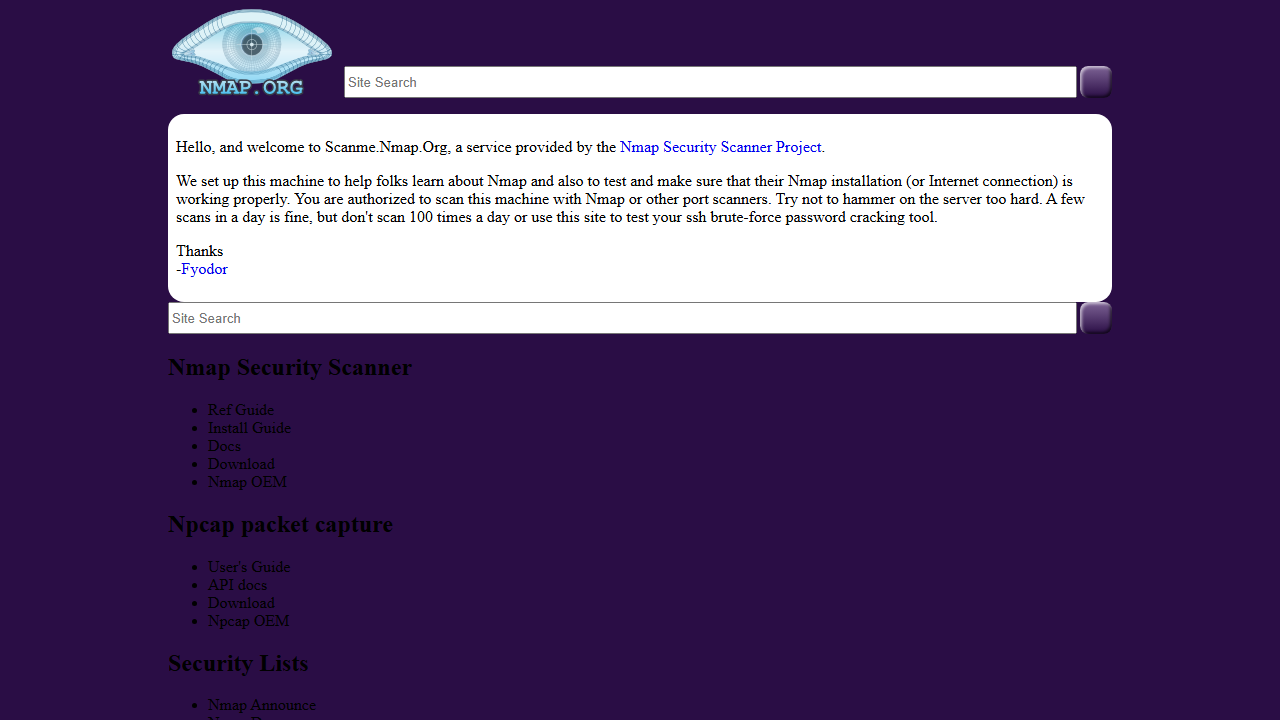 NMAP.ORG
Site Search
Hello, and welcome to Scanme.Nmap.Org, a service provided by the Nmap Security Scanner Project.
We set up this machine to help folks learn about Nmap and also to test and make sure that their Nmap installation (or Internet connection) is
working properly. You are authorized to scan this machine with Nmap or other port scanners. Try not to hammer on the server too hard. A few
scans in a day is fine, but don't scan 100 times a day or use this site to test your ssh brute-force password cracking tool.
Thanks
-Fyodor
Site Search
Nmap Security Scanner
Ref Guide
Install Guide
Docs
Download
Nmap OEM
Npcap packet capture
User's Guide
API docs
Download
Npcap OEM
Security Lists
Nmap Announce